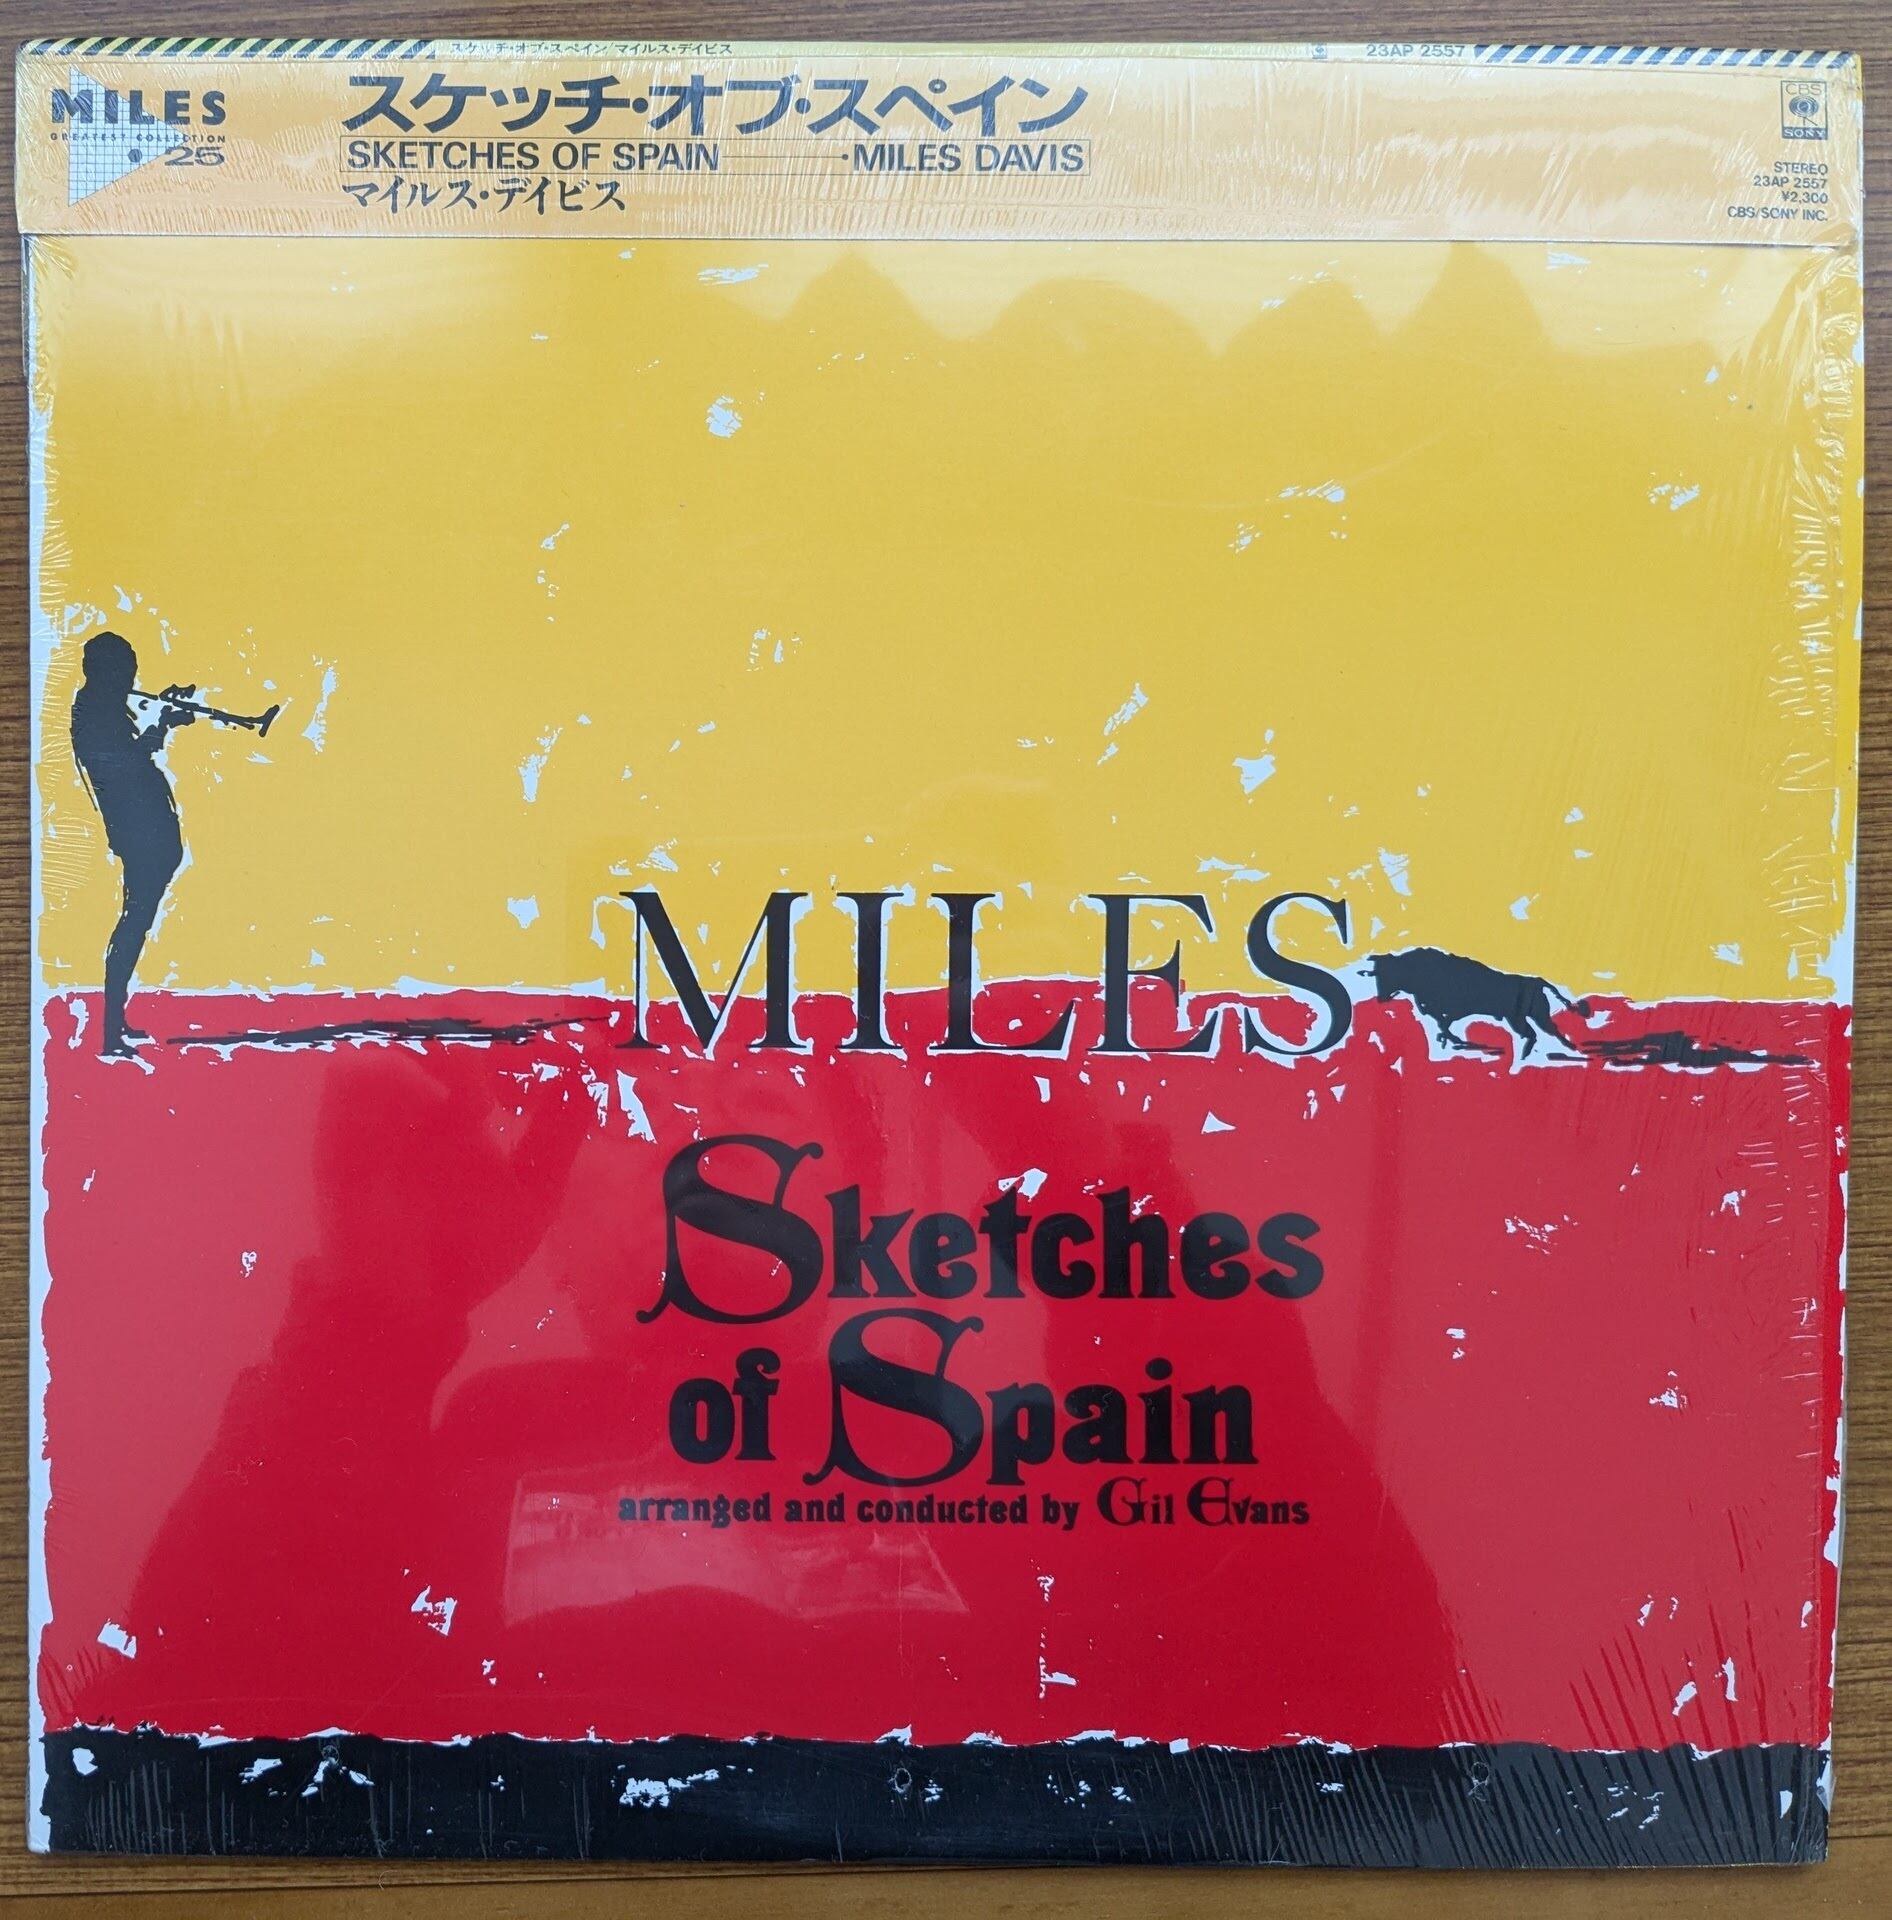 スケッチ・オブ・スペイン/マイルス・デイビス
23AP 2557
MILES
GREATEST COLLECTION
25
スケッチ・オブ・スペイン
SKETCHES OF SPAIN ・MILES DAVIS
マイルス・デイビス
CBS
SONY
STEREO
23AP 2557
¥2,300
CBS/SONY INC.
MILES
Sketches
of Spain
arranged and conducted by Gil Evans